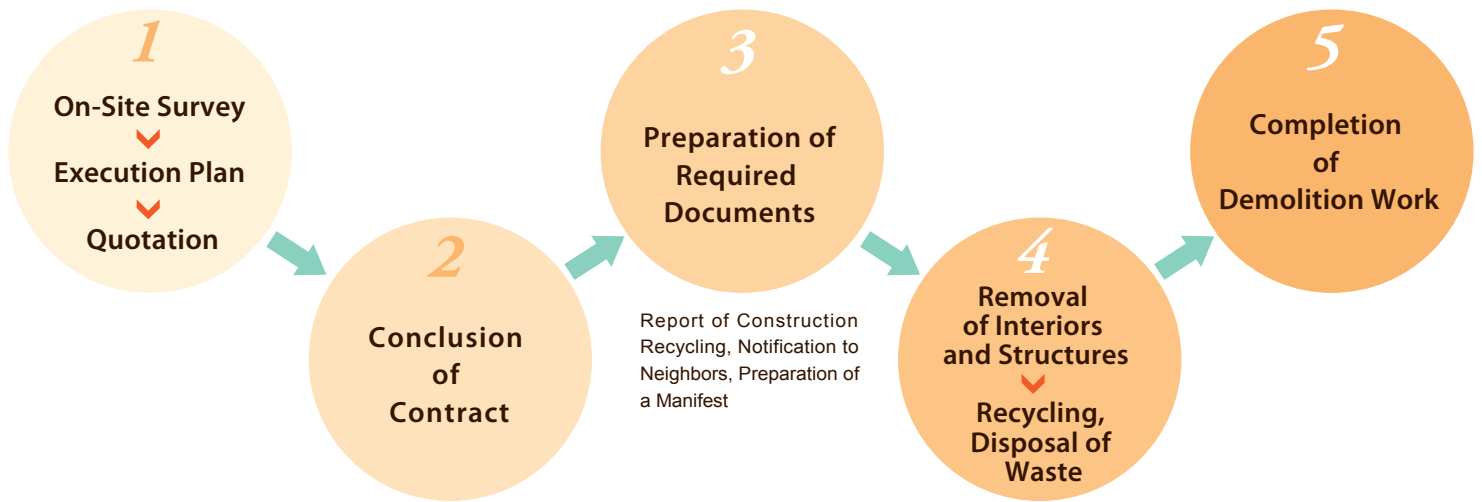 1
On-Site Survey
Execution Plan
Quotation
2
Conclusion
of
Contract
3
Preparation of
Required
Documents
Report of Construction
Recycling, Notification to
Neighbors, Preparation of
a Manifest
4
Removal
of Interiors
and Structures
Recycling,
Disposal of
Waste
5
Completion
of
Demolition Work